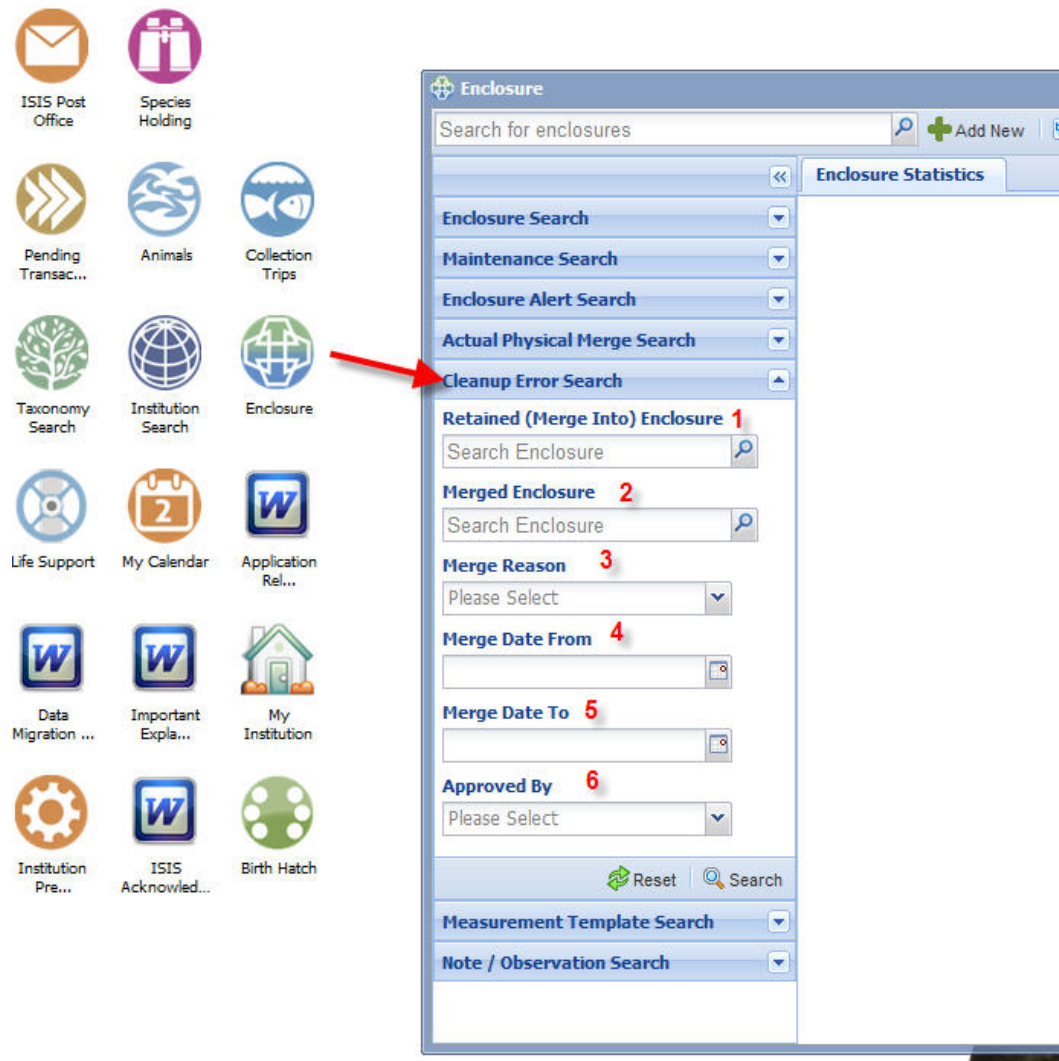 ISIS Post
Office
Species
Holding
Pending
Transac...
Animals
Collection
Trips
Taxonomy
Search
Institution
Search
Enclosure
Life Support
2
My Calendar
W
Application
Rel...
W
Data
Migration ...
W
Important
Expla...
My
Institution
Institution
Pre...
W
ISIS
Acknowled...
Birth Hatch
Enclosure
Search for enclosures
Add New
Enclosure Statistics
Enclosure Search
Maintenance Search
Enclosure Alert Search
Actual Physical Merge Search
Cleanup Error Search
Retained (Merge Into) Enclosure 1
Search Enclosure
Merged Enclosure 2
Search Enclosure
Merge Reason 3
Please Select
Merge Date From 4
Merge Date To 5
Approved By 6
Please Select
Reset Search
Measurement Template Search
Note / Observation Search